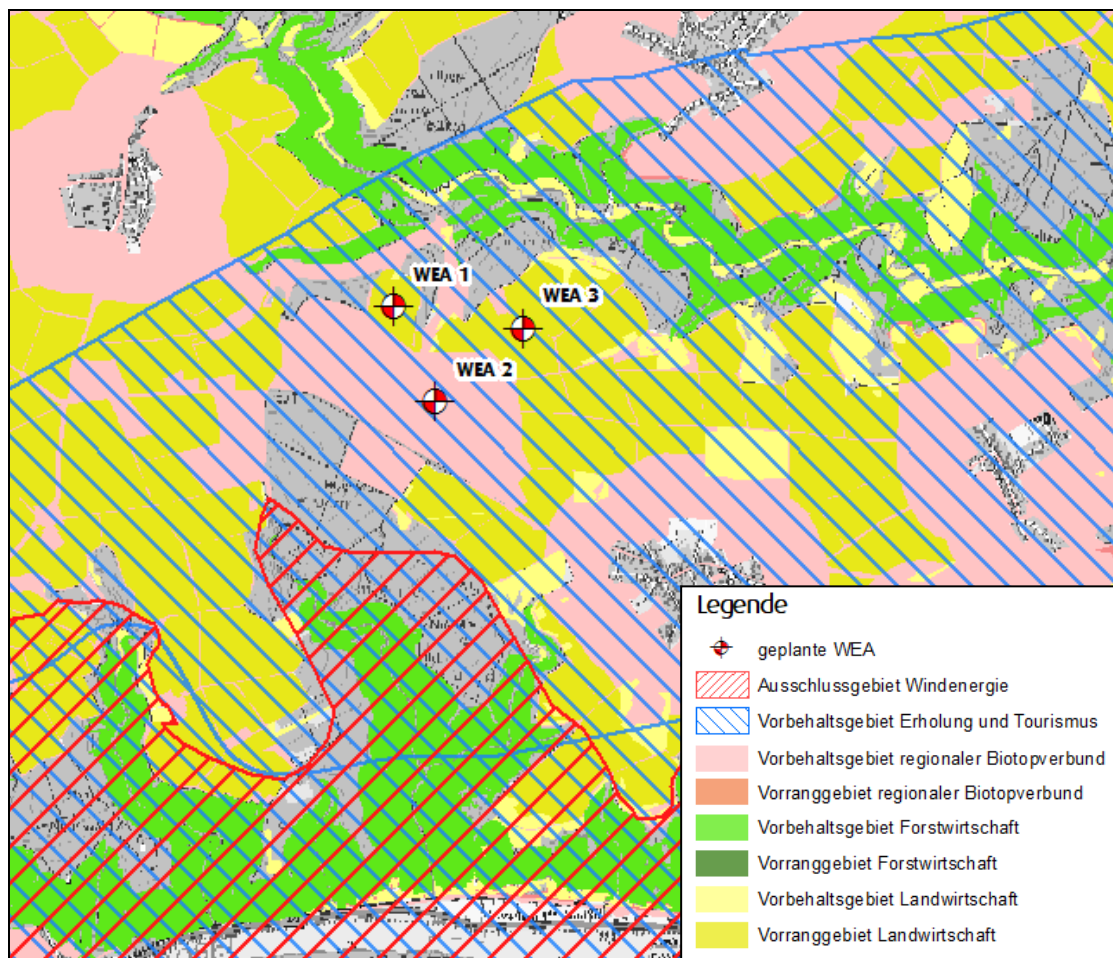 WEA 1
WEA 3
WEA 2
Legende
geplante WEA
Ausschlussgebiet Windenergie
Vorbehaltsgebiet Erholung und Tourismus
Vorbehaltsgebiet regionaler Biotopverbund
Vorranggebiet regionaler Biotopverbund
Vorbehaltsgebiet Forstwirtschaft
Vorranggebiet Forstwirtschaft
Vorbehaltsgebiet Landwirtschaft
Vorranggebiet Landwirtschaft